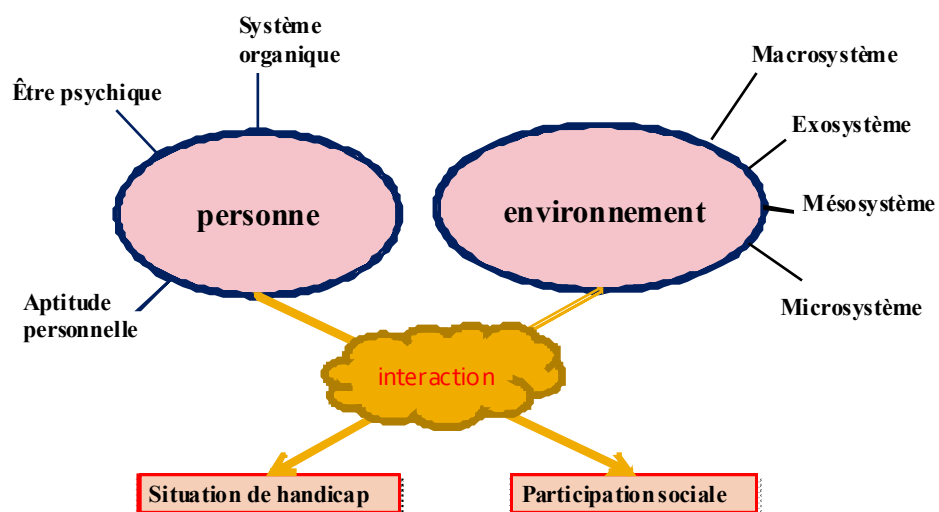 Système
organique
Être psychique
Macrosystème
Exosystème
personne
environnement
Mésosystème
Aptitude
personnelle
Microsystème
interaction
Situation de handicap
Participation sociale